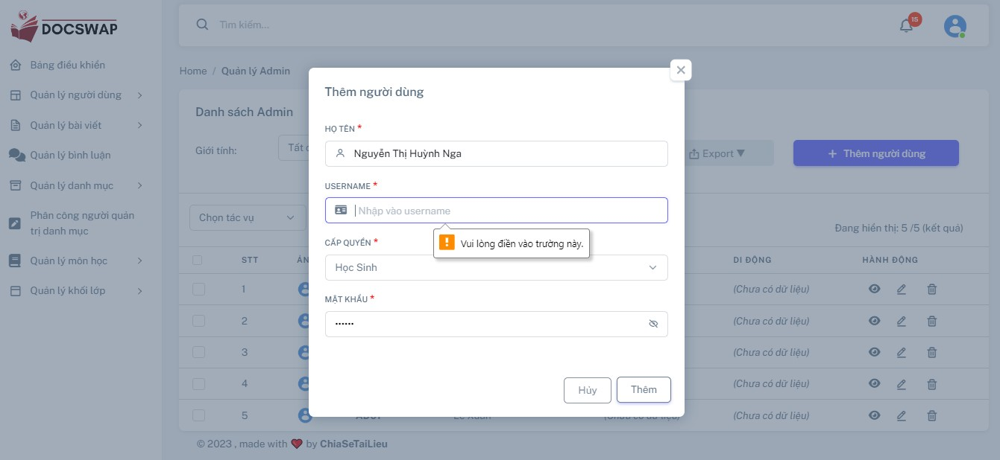 DOCSWAP
Tìm kiếm...
15
Bảng điều khiển
Quản lý người dùng
Quản lý bài viết
Quản lý bình luận
Quản lý danh mục
Phân công người quản
trị danh mục
Quản lý môn học
Quản lý khối lớp
Home / Quản lý Admin
Danh sách Admin
Giới tính:
Tất
Export ▼
+ Thêm người dùng
Chọn tác vụ
Đang hiển thị: 5 /5 (kết quả)
STT
DI ĐỘNG
HÀNH ĐỘNG
1
(Chưa có dữ liệu)
2
(Chưa có dữ liệu)
3
(Chưa có dữ liệu)
4
(Chưa có dữ liệu)
5
(Chưa có dữ liệu)
Thêm người dùng
HỌ TÊN *
Nguyễn Thị Huỳnh Nga
USERNAME *
Nhập vào username
Vui lòng điền vào trường này.
CẤP QUYỀN *
Học Sinh
MẬT KHẨU *
••••••
Hủy
Thêm
© 2023 , made with ❤️ by ChiaSeTaiLieu